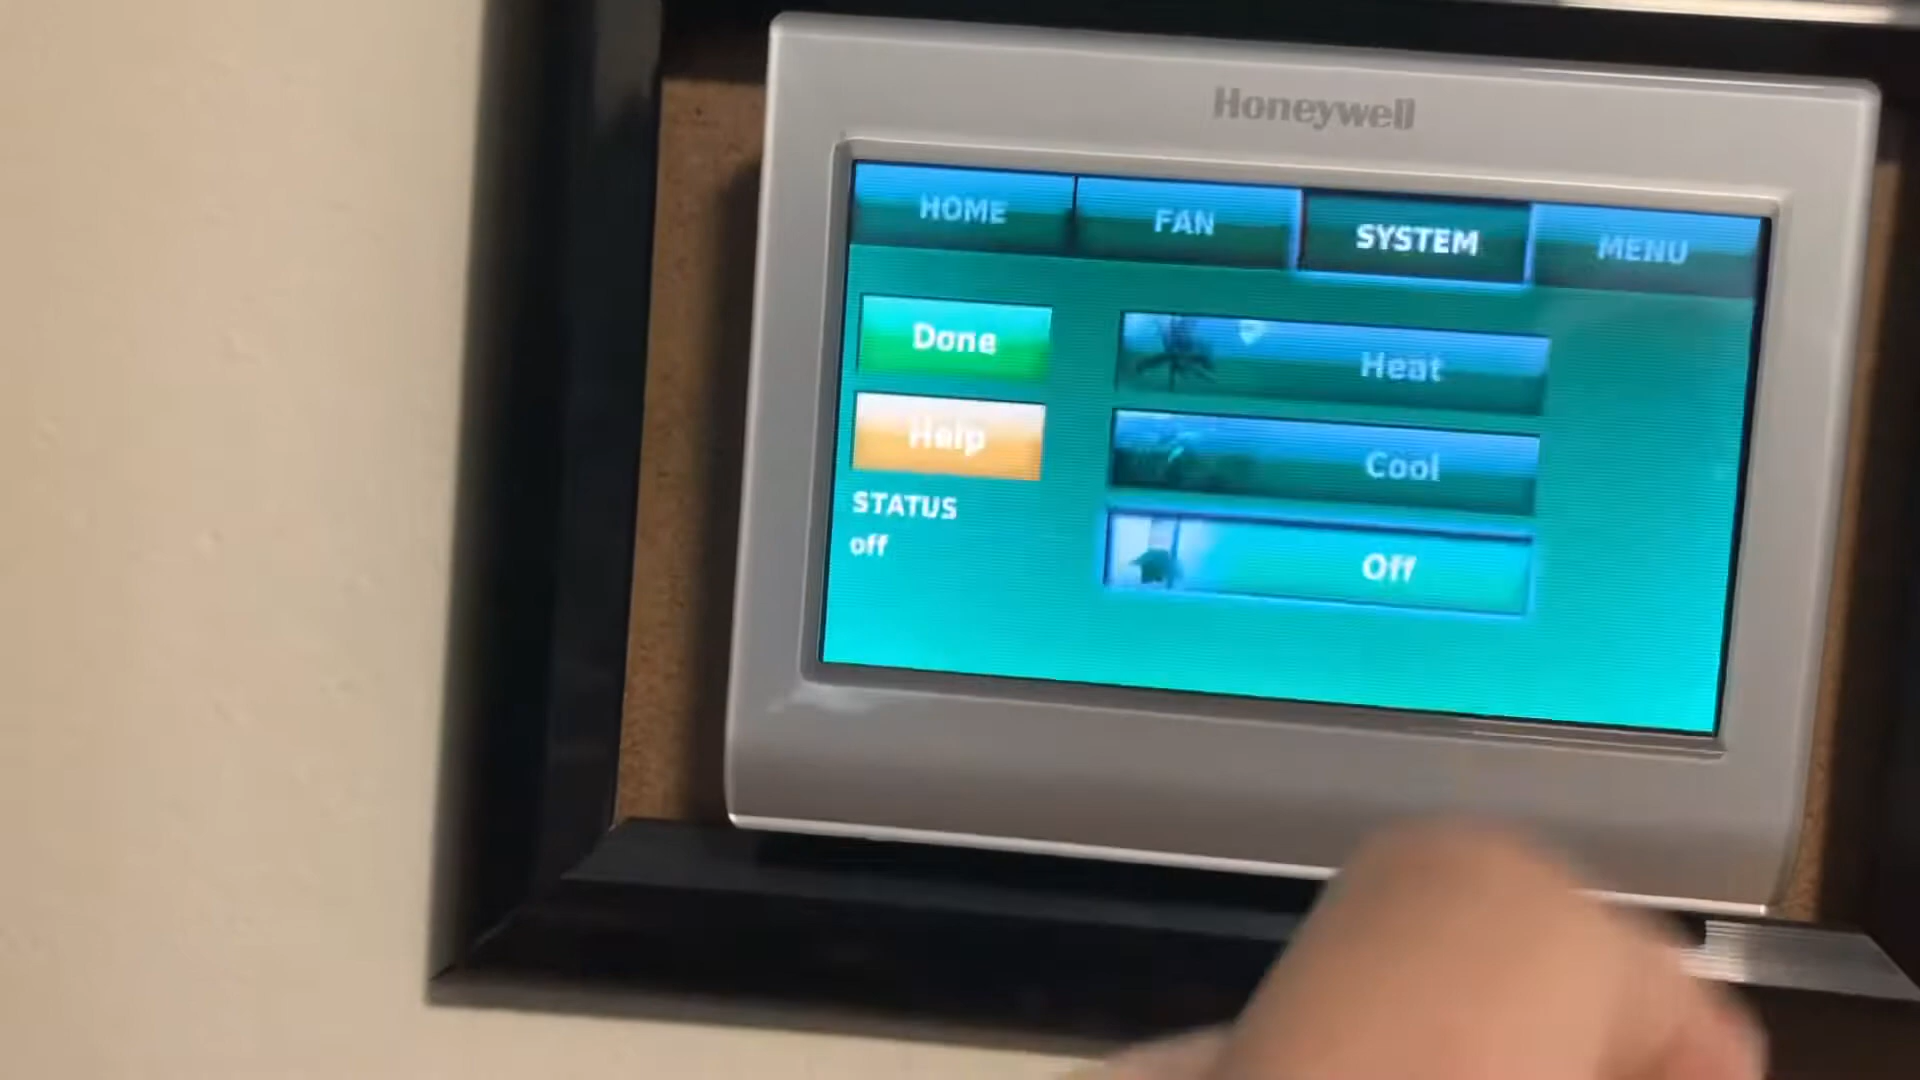 Honeywell
HOME
FAN
SYSTEM
MENU
Done
Heat
Help
Cool
STATUS
off
Off